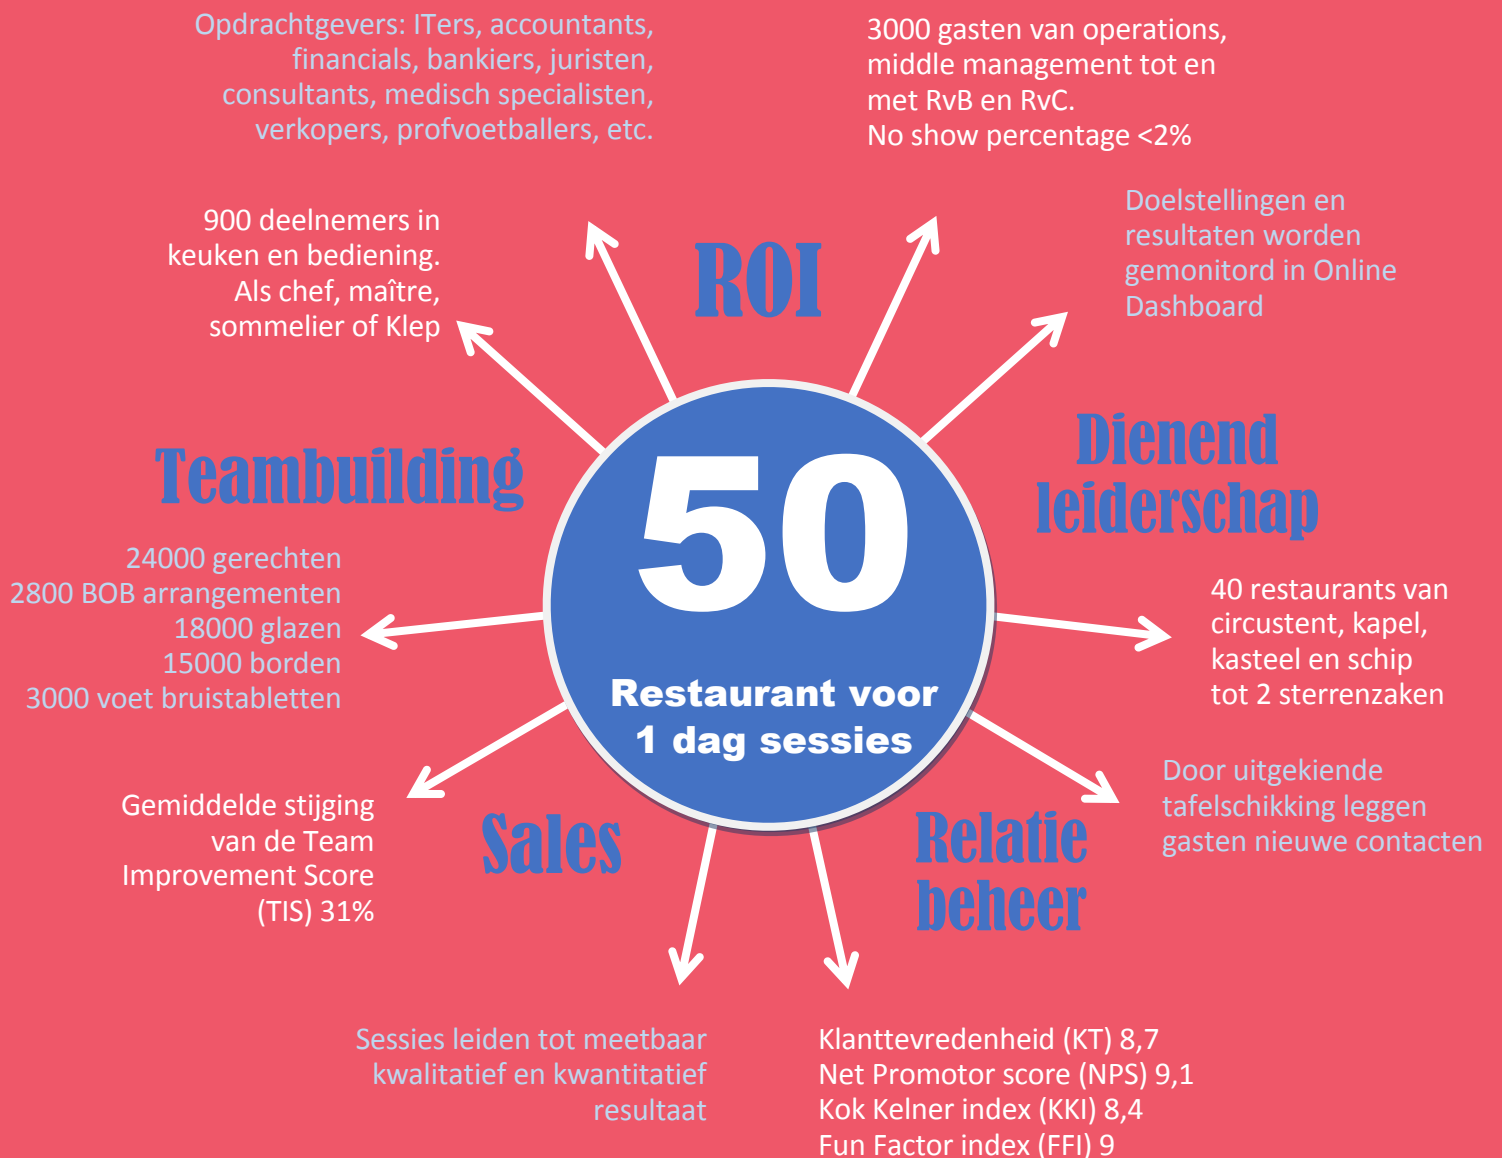 Opdrachtgevers: ITers, accountants,
financials, bankiers, juristen,
consultants, medisch specialisten,
verkopers, profvoetballers, etc.
3000 gasten van operations,
middle management tot en
met RvB en RvC.
No show percentage <2%
900 deelnemers in
keuken en bediening.
Als chef, maître,
sommelier of Klep
ROI
Doelstellingen en
resultaten worden
gemonitord in Online
Dashboard
Teambuilding
50
Restaurant voor
1 dag sessies
Dienend
leiderschap
24000 gerechten
2800 BOB arrangementen
18000 glazen
15000 borden
3000 voet bruistabletten
40 restaurants van
circustent, kapel,
kasteel en schip
tot 2 sterrenzaken
Gemiddelde stijging
van de Team
Improvement Score
(TIS) 31%
Sales
Relatie
beheer
Door uitgekiende
tafelschikking leggen
gasten nieuwe contacten
Sessies leiden tot meetbaar
kwalitatief en kwantitatief
resultaat
Klanttevredenheid (KT) 8,7
Net Promotor score (NPS) 9,1
Kok Kelner index (KKI) 8,4
Fun Factor index (FFI) 9